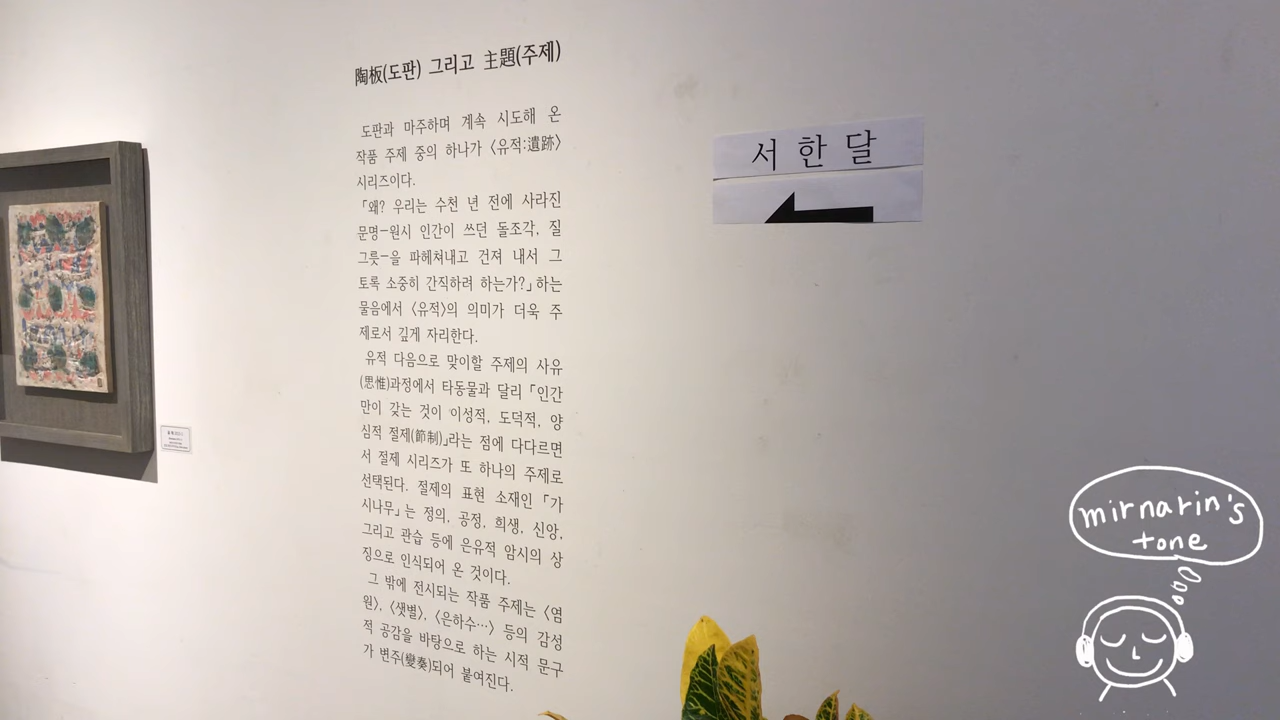 陶板(도판) 그리고 主題(주제)
도판과 마주하며 계속 시도해 온
작품 주제 중의 하나가 〈유적:遺跡〉
시리즈이다.
「왜? 우리는 수천 년 전에 사라진
문명–원시 인간이 쓰던 돌조각, 질
그릇–을 파헤쳐내고 건져 내서 그
토록 소중히 간직하려 하는가?」하는
물음에서 〈유적〉의 의미가 더욱 주
제로서 깊게 자리한다.
유적 다음으로 맞이할 주제의 사유
(思惟)과정에서 타동물과 달리 「인간
만이 갖는 것이 이성적, 도덕적, 양
심적 절제(節制)」라는 점에 다다르면
서 절제 시리즈가 또 하나의 주제로
선택된다. 절제의 표현 소재인 「가
시나무」는 정의, 공정, 희생, 신앙,
그리고 관습 등에 은유적 암시의 상
징으로 인식되어 온 것이다.
그 밖에 전시되는 작품 주제는 〈염
원〉, 〈샛별〉, 〈은하수…〉 등의 감성
적 공감을 바탕으로 하는 시적 문구
가 변주(變奏)되어 붙여진다.
서 한 달
mirnarin's
tone